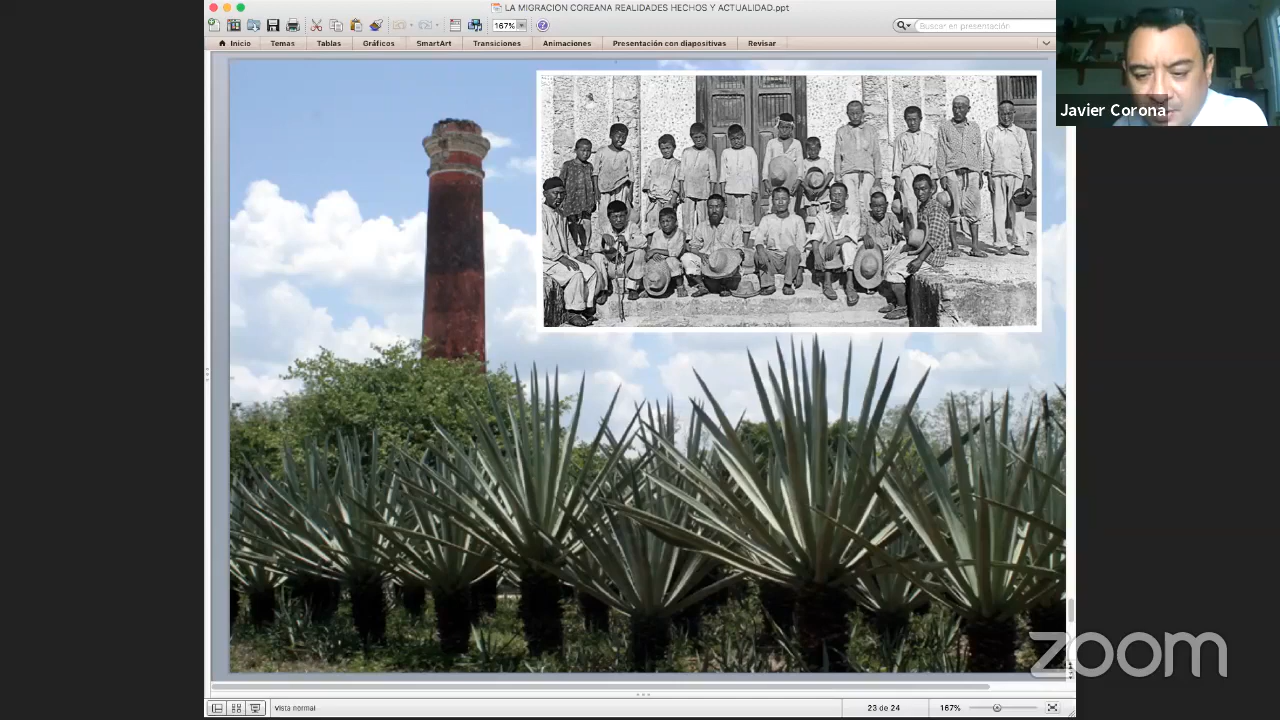 LA MIGRACION COREANA REALIDADES HECHOS Y ACTUALIDAD.ppt
167%
Buscar en presentación
Inicio Temas Tablas Gráficos SmartArt Transiciones Animaciones Presentación con diapositivas Revisar
Javier Corona
zoom
Vista normal 23 de 24 167%